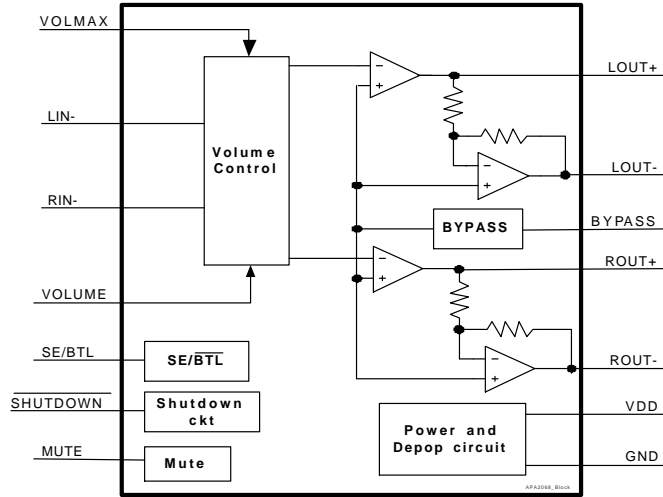 VOLMAX
LIN-
RIN-
VOLUME
SE/BTL
SHUTDOWN
MUTE
Volume
Control
SE/BTL
Shutdown
ckt
Mute
−
+
−
+
BYPASS
−
+
−
+
Power and
Depop circuit
LOUT+
LOUT-
BYPASS
ROUT+
ROUT-
VDD
GND
APA2068_Block